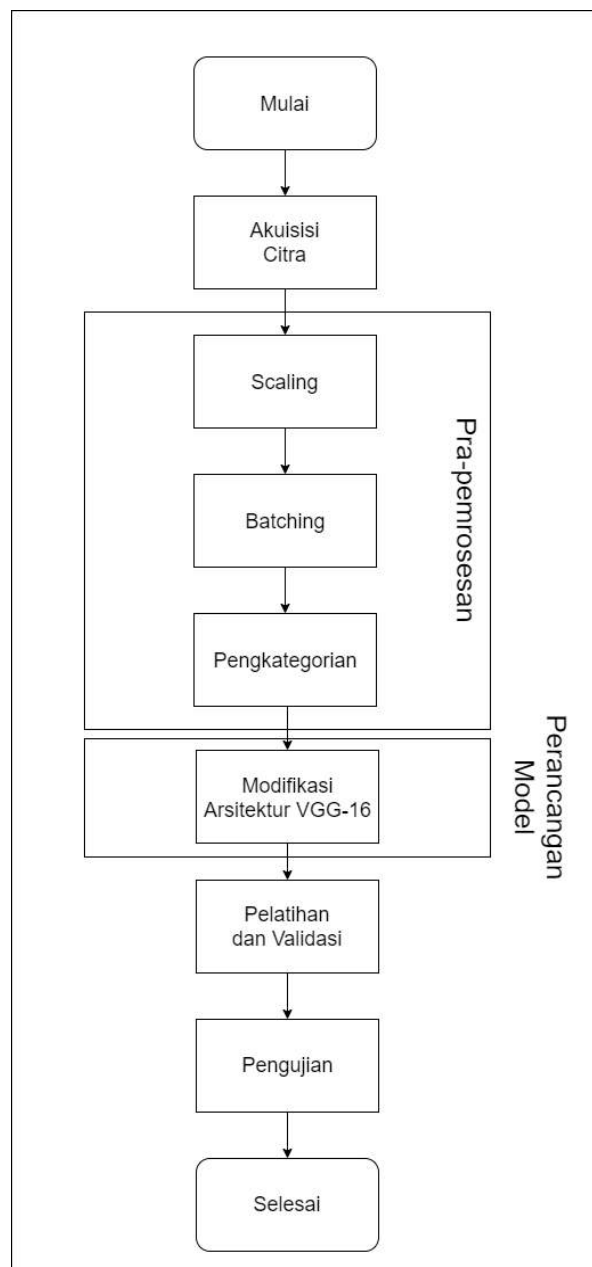 Mulai
Akuisisi
Citra
Scaling
Batching
Pengkategorian
Pra-pemrosesan
Modifikasi
Arsitektur VGG-16
Perancangan
Model
Pelatihan
dan Validasi
Pengujian
Selesai